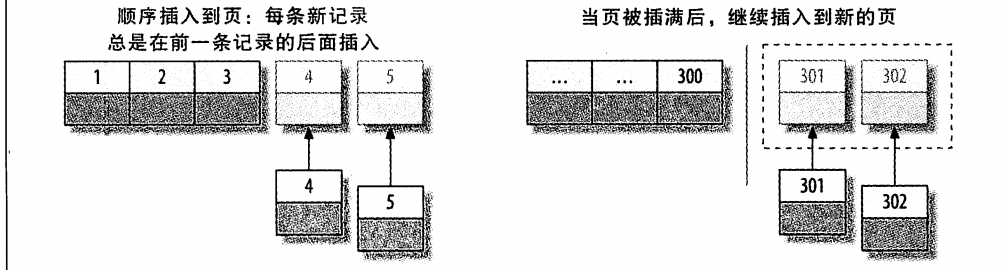 顺序插入到页：每条新记录
总是在前一条记录的后面插入
1 2 3 4 5
4
5
当页被插满后，继续插入到新的页
... ... 300 301 302
301
302